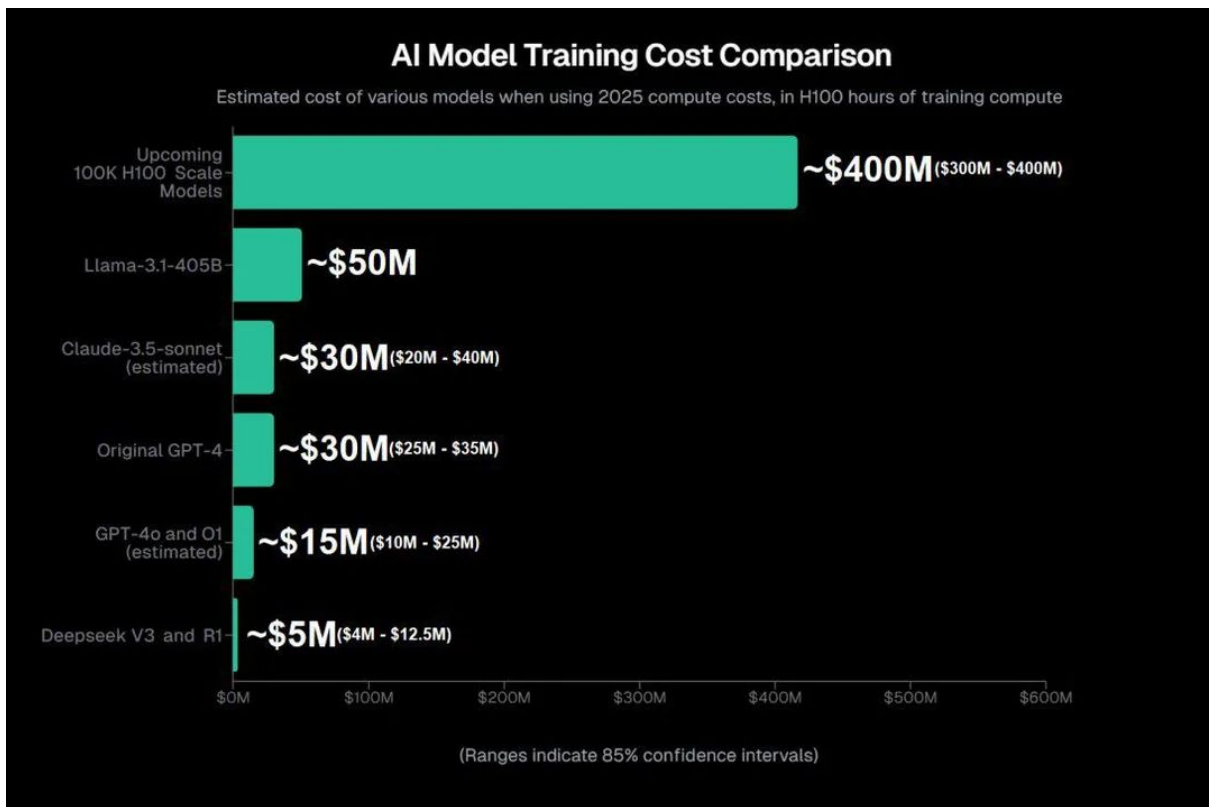 AI Model Training Cost Comparison
Estimated cost of various models when using 2025 compute costs, in H100 hours of training compute
Upcoming
100K H100 Scale
Models
~$400M ($300M - $400M)
Llama-3.1-405B
~$50M
Claude-3.5-sonnet
(estimated)
~$30M ($20M - $40M)
Original GPT-4
~$30M ($25M - $35M)
GPT-4o and O1
(estimated)
~$15M ($10M - $25M)
Deepseek V3 and R1
~$5M ($4M - $12.5M)
$0M $100M $200M $300M $400M $500M $600M
(Ranges indicate 85% confidence intervals)